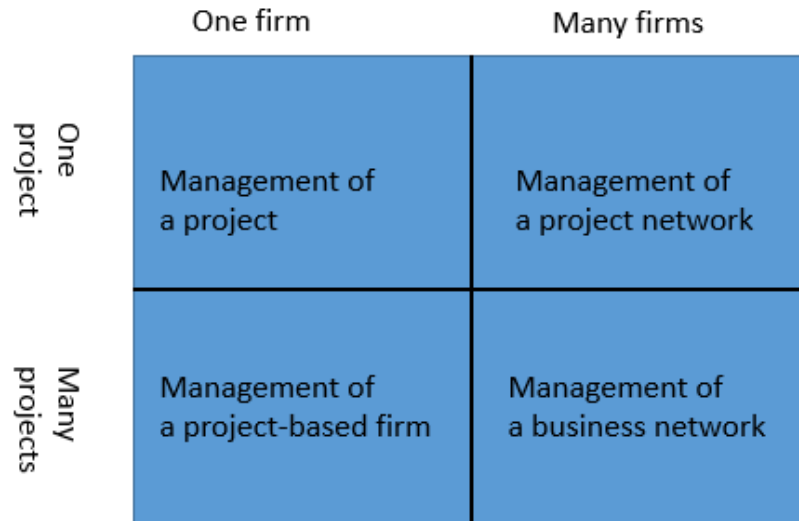 One firm
Many firms
One
project
Management of
a project
Management of
a project network
Many
projects
Management of
a project-based firm
Management of
a business network